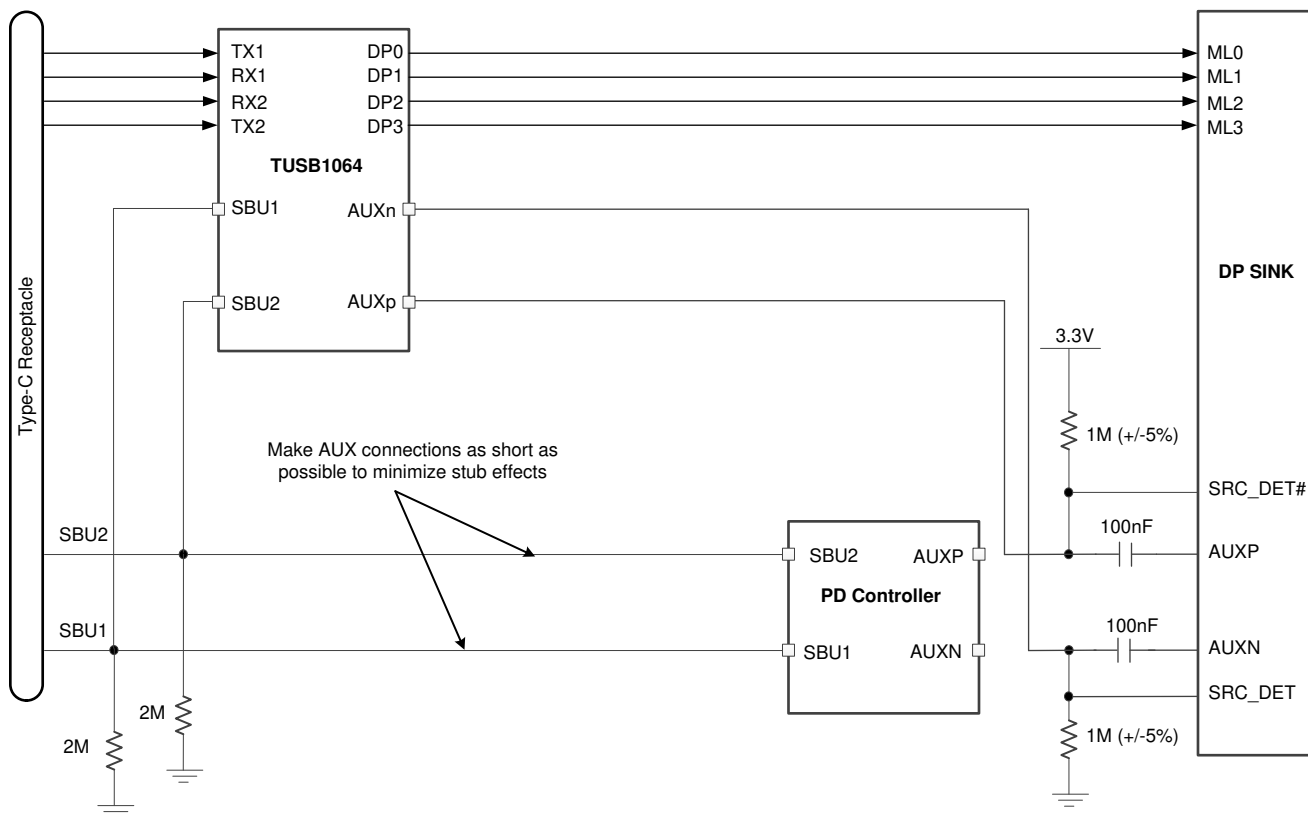 Type-C Receptacle
TX1
RX1
RX2
TX2
DP0
DP1
DP2
DP3
TUSB1064
SBU1
AUXn
SBU2
AUXp
ML0
ML1
ML2
ML3
DP SINK
3.3V
1M (+/-5%)
SRC_DET#
100nF
AUXP
100nF
AUXN
SRC_DET
1M (+/-5%)
Make AUX connections as short as
possible to minimize stub effects
SBU2
SBU1
SBU2
AUXP
PD Controller
SBU1
AUXN
2M
2M